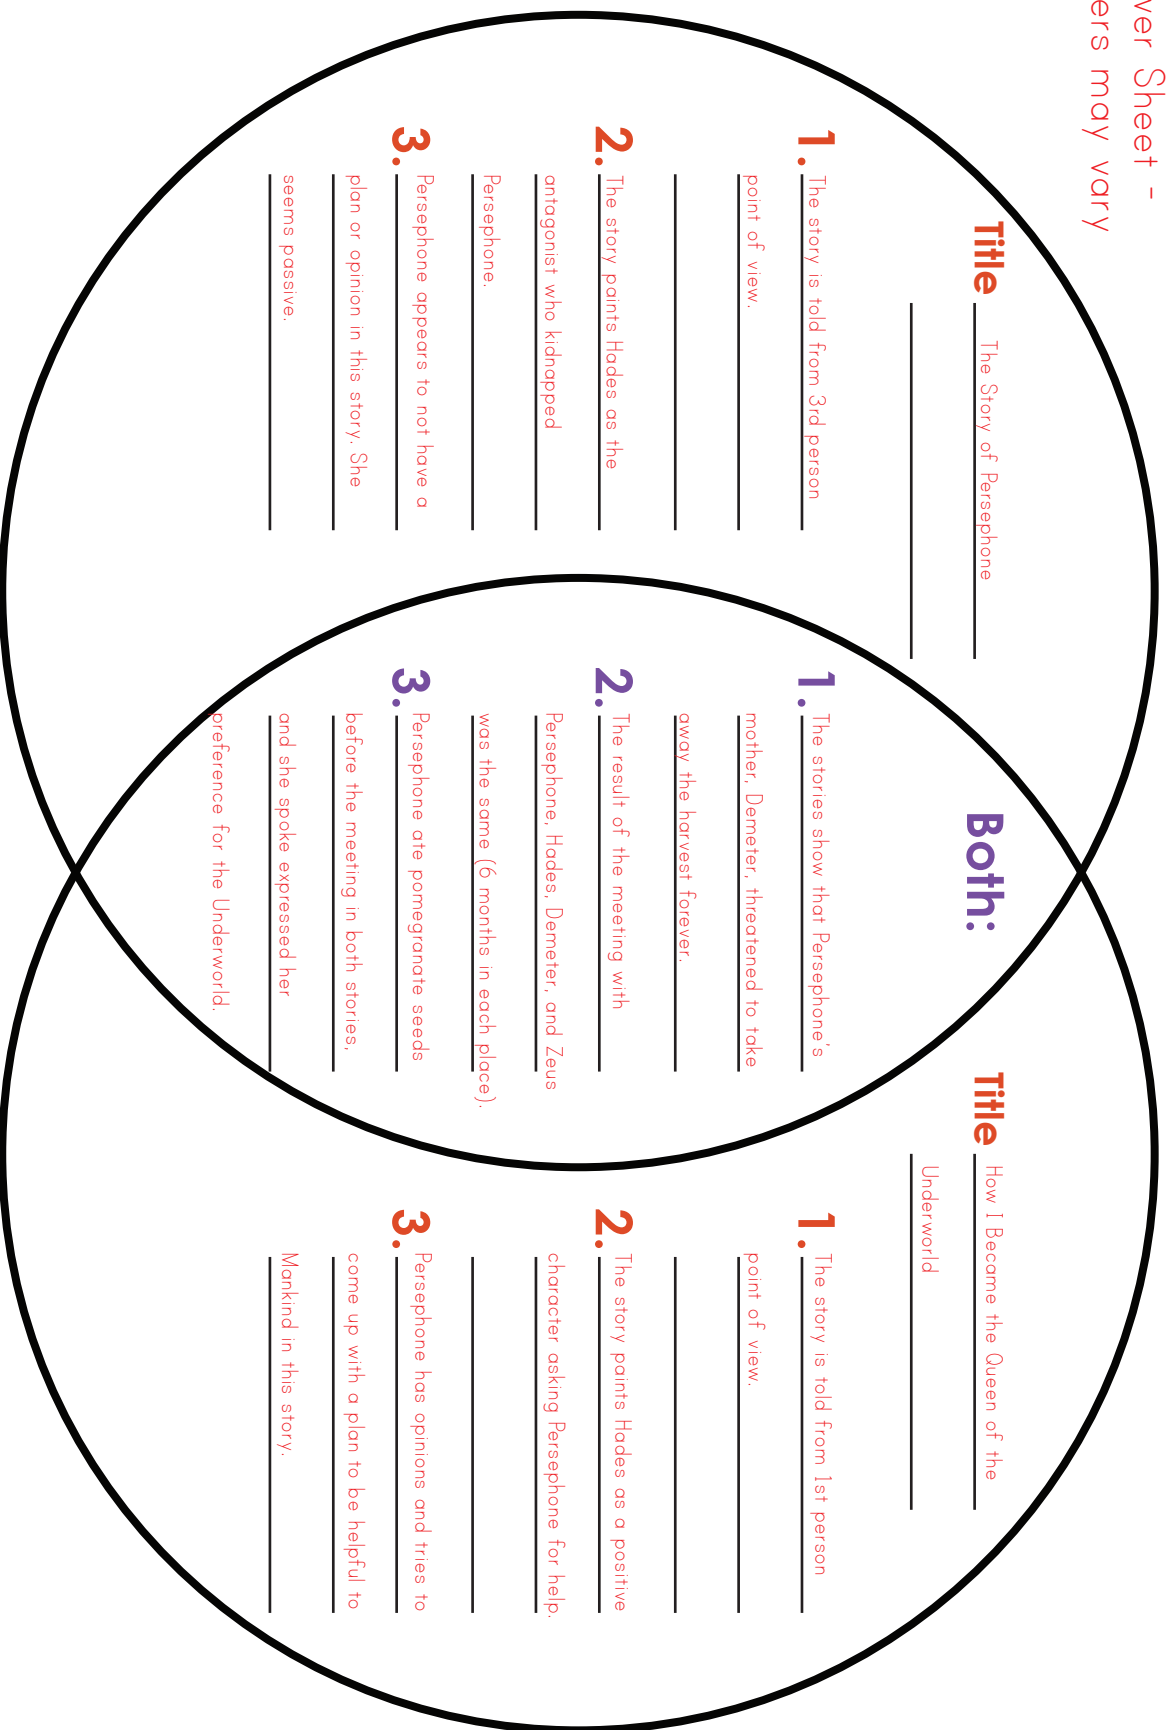 ver Sheet -
ers may vary
Title
The Story of Persephone
1. The story is told from 3rd person
point of view.
2. The story paints Hades as the
antagonist who kidnapped
Persephone.
3. Persephone appears to not have a
plan or opinion in this story. She
seems passive.
Both:
1. The stories show that Persephone's
mother, Demeter, threatened to take
away the harvest forever.
2. The result of the meeting with
Persephone, Hades, Demeter, and Zeus
was the same (6 months in each place).
3. Persephone ate pomegranate seeds
before the meeting in both stories,
and she spoke expressed her
preference for the Underworld.
Title
How I Became the Queen of the
Underworld
1. The story is told from 1st person
point of view.
2. The story paints Hades as a positive
character asking Persephone for help.
3. Persephone has opinions and tries to
come up with a plan to be helpful to
Mankind in this story.